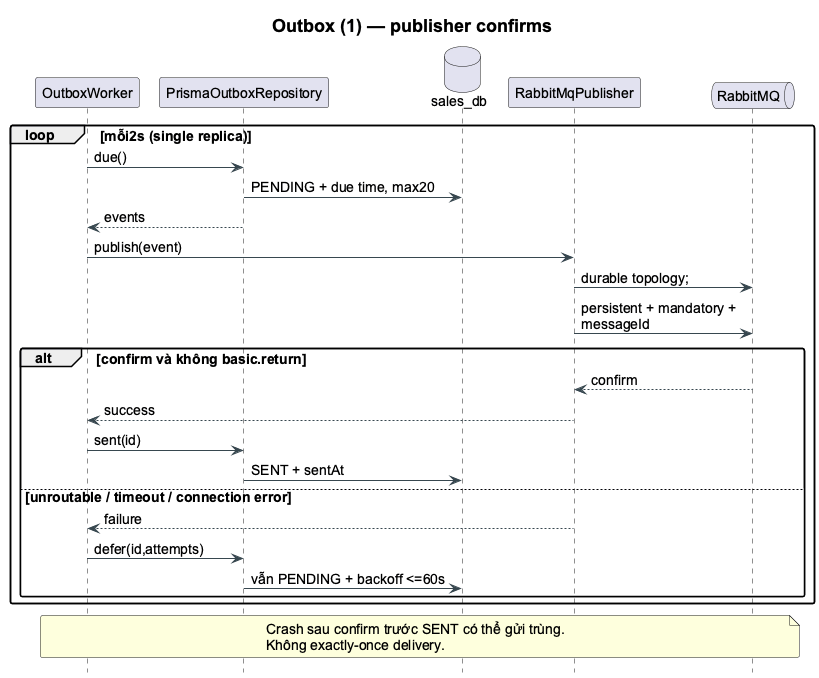 Outbox (1) — publisher confirms
OutboxWorker
PrismaOutboxRepository
sales_db
RabbitMqPublisher
RabbitMQ
loop
[mỗi2s (single replica)]
due()
PENDING + due time, max20
events
publish(event)
durable topology;
persistent + mandatory +
messageId
alt
[confirm và không basic.return]
confirm
success
sent(id)
SENT + sentAt
[unroutable / timeout / connection error]
failure
defer(id,attempts)
vẫn PENDING + backoff <=60s
Crash sau confirm trước SENT có thể gửi trùng.
Không exactly-once delivery.